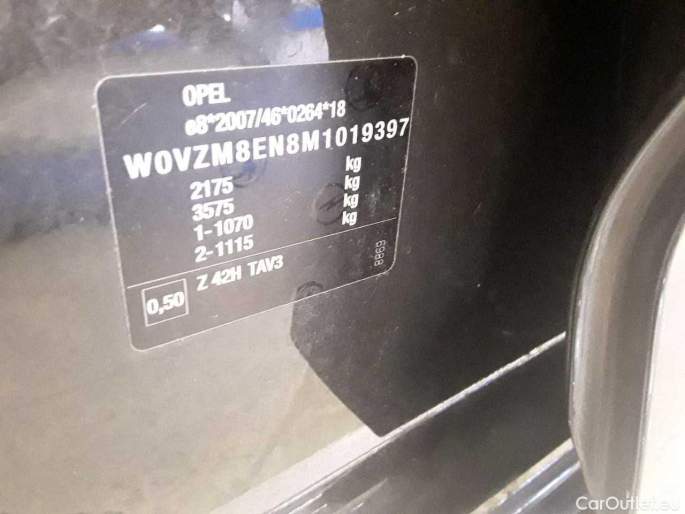 OPEL
e8*2007/46*0264*18
W0VZM8EN8M1019397
2175 kg
3575 kg
1-1070 kg
2-1115 kg
0,50 Z 42H TAV3 6988
CarOutlet.eu